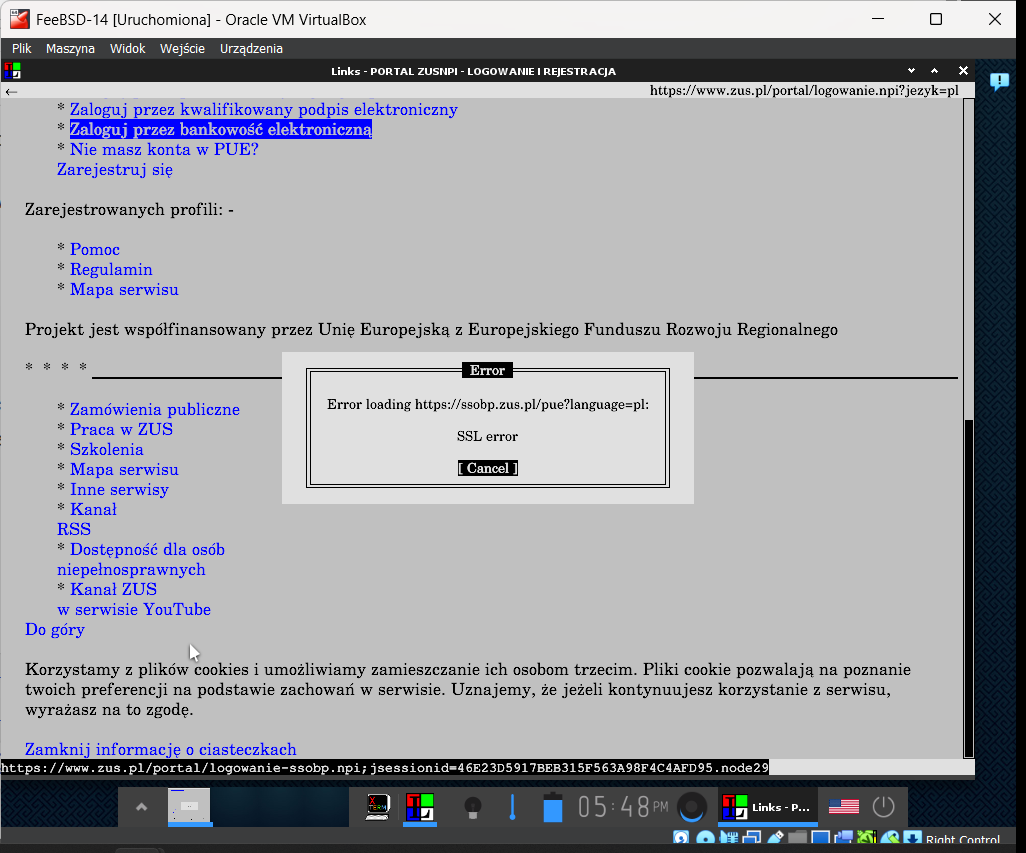 FeeBSD-14 [Uruchomiona] - Oracle VM VirtualBox
Plik Maszyna Widok Wejście Urządzenia
Links - PORTAL ZUSNPI - LOGOWANIE I REJESTRACJA
https://www.zus.pl/portal/logowanie.npi?jezyk=pl
* Zaloguj przez kwalifikowany podpis elektroniczny
* Zaloguj przez bankowość elektroniczną
* Nie masz konta w PUE?
Zarejestruj się
Zarejestrowanych profili: -
* Pomoc
* Regulamin
* Mapa serwisu
Projekt jest współfinansowany przez Unię Europejską z Europejskiego Funduszu Rozwoju Regionalnego
* * * *
Error
Error loading https://ssobp.zus.pl/pue?language=pl:
SSL error
[ Cancel ]
* Zamówienia publiczne
* Praca w ZUS
* Szkolenia
* Mapa serwisu
* Inne serwisy
* Kanał
RSS
* Dostępność dla osób
niepełnosprawnych
* Kanał ZUS
w serwisie YouTube
Do góry
Korzystamy z plików cookies i umożliwiamy zamieszczanie ich osobom trzecim. Pliki cookie pozwalają na poznanie
twoich preferencji na podstawie zachowań w serwisie. Uznajemy, że jeżeli kontynuujesz korzystanie z serwisu,
wyrażasz na to zgodę.
Zamknij informację o ciasteczkach
https://www.zus.pl/portal/logowanie-ssobp.npi;jsessionid=46E23D5917BEB315F563A98F4C4AFD95.node29
XTERM
05:48 PM
Links - P...
Right Control